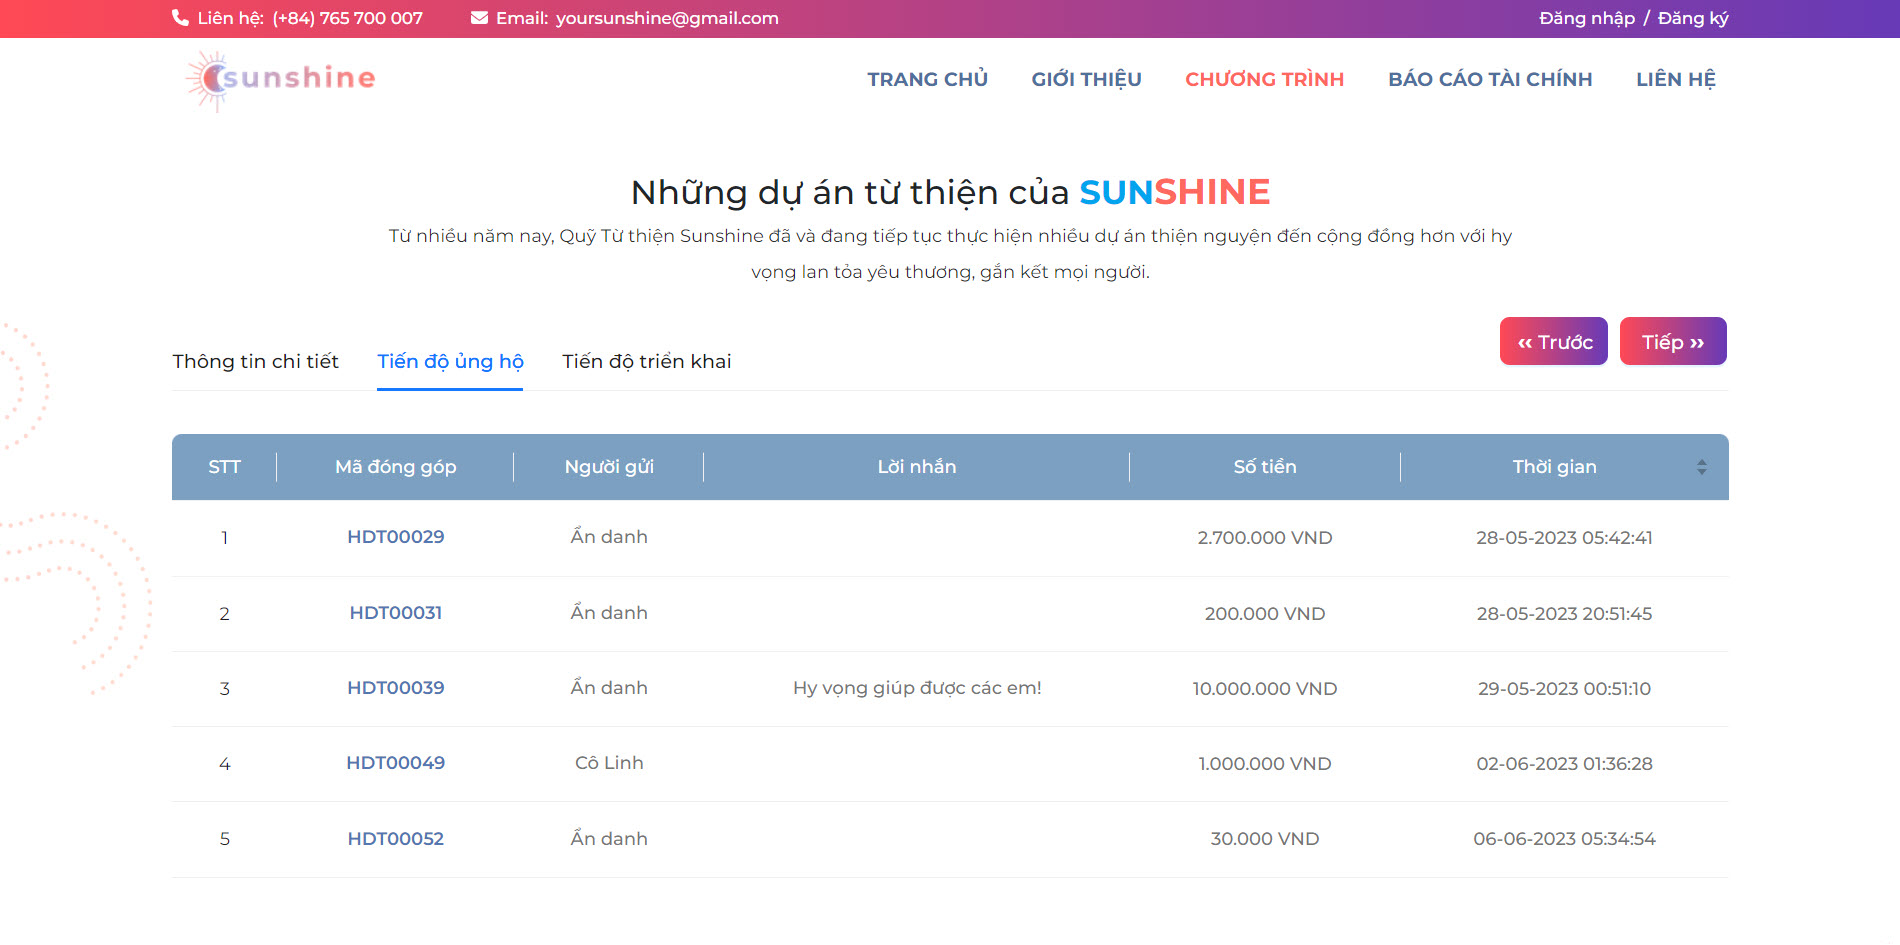 Liên hệ: (+84) 765 700 007 Email: yoursunshine@gmail.com Đăng nhập / Đăng ký
sunshine TRANG CHỦ GIỚI THIỆU CHƯƠNG TRÌNH BÁO CÁO TÀI CHÍNH LIÊN HỆ
Những dự án từ thiện của SUNSHINE
Từ nhiều năm nay, Quỹ Từ thiện Sunshine đã và đang tiếp tục thực hiện nhiều dự án thiện nguyện đến cộng đồng hơn với hy
vọng lan tỏa yêu thương, gắn kết mọi người.
‹‹ Trước Tiếp ››
Thông tin chi tiết Tiến độ ủng hộ Tiến độ triển khai
STT Mã đóng góp Người gửi Lời nhắn Số tiền Thời gian
1 HDT00029 Ẩn danh 2.700.000 VND 28-05-2023 05:42:41
2 HDT00031 Ẩn danh 200.000 VND 28-05-2023 20:51:45
3 HDT00039 Ẩn danh Hy vọng giúp được các em! 10.000.000 VND 29-05-2023 00:51:10
4 HDT00049 Cô Linh 1.000.000 VND 02-06-2023 01:36:28
5 HDT00052 Ẩn danh 30.000 VND 06-06-2023 05:34:54